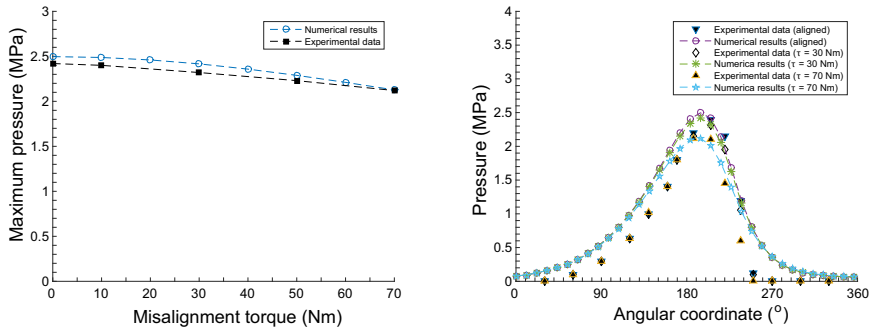 3
2.5
2
1.5
1
0.5
0
0 10 20 30 40 50 60 70
Maximum pressure (MPa)
Misalignment torque (Nm)
Numerical results
Experimental data
4
3.5
3
2.5
2
1.5
1
0.5
0
0 90 180 270 360
Pressure (MPa)
Angular coordinate (°)
Experimental data (aligned)
Numerical results (aligned)
Experimental data (τ = 30 Nm)
Numerical results (τ = 30 Nm)
Experimental data (τ = 70 Nm)
Numerica results (τ = 70 Nm)